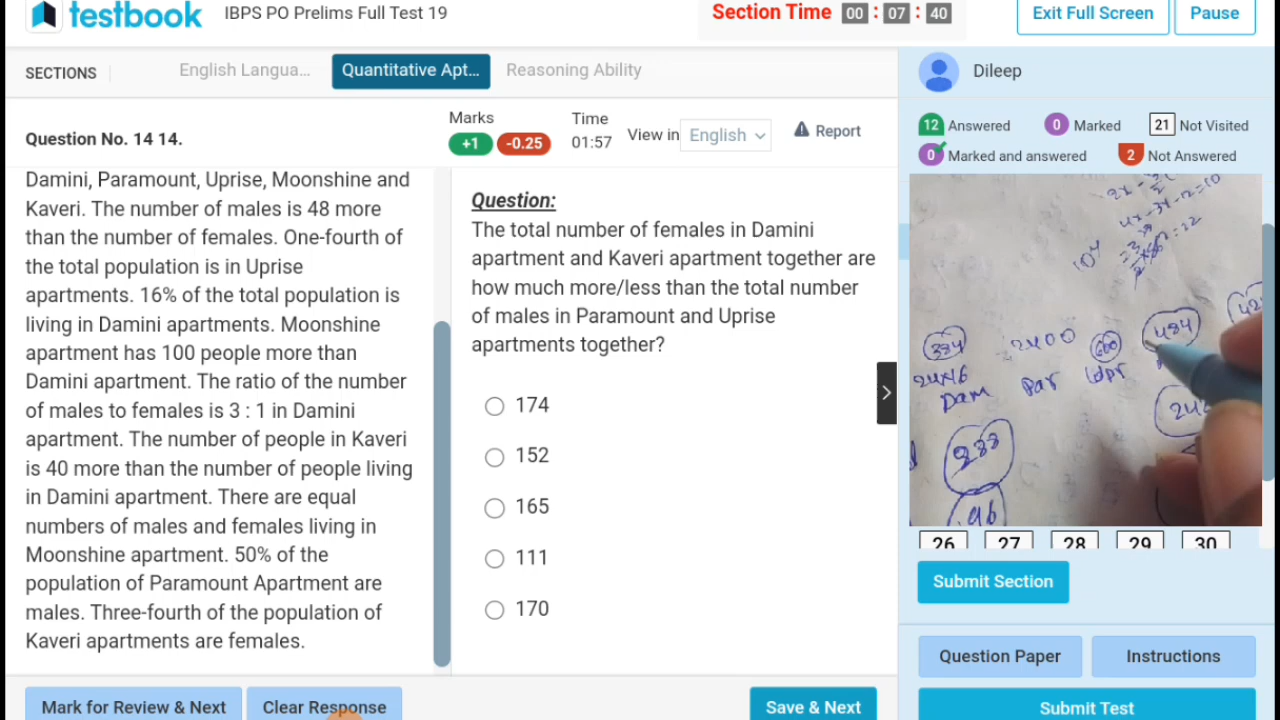 testbook
IBPS PO Prelims Full Test 19
Section Time 00 : 07 : 40
Exit Full Screen
Pause
SECTIONS
English Langua...
Quantitative Apt...
Reasoning Ability
Dileep
Question No. 14 14.
Marks
+1 -0.25
Time
01:57
View in
English
Report
12 Answered
0 Marked
21 Not Visited
0 Marked and answered
2 Not Answered
Damini, Paramount, Uprise, Moonshine and
Kaveri. The number of males is 48 more
than the number of females. One-fourth of
the total population is in Uprise
apartments. 16% of the total population is
living in Damini apartments. Moonshine
apartment has 100 people more than
Damini apartment. The ratio of the number
of males to females is 3 : 1 in Damini
apartment. The number of people in Kaveri
is 40 more than the number of people living
in Damini apartment. There are equal
numbers of males and females living in
Moonshine apartment. 50% of the
population of Paramount Apartment are
males. Three-fourth of the population of
Kaveri apartments are females.
Question:
The total number of females in Damini
apartment and Kaveri apartment together are
how much more/less than the total number
of males in Paramount and Uprise
apartments together?
174
152
165
111
170
384
2400
600
484
24×16
Dam
Par
Upr
242
288
96
26 27 28 29 30
Submit Section
Question Paper
Instructions
Submit Test
Mark for Review & Next
Clear Response
Save & Next